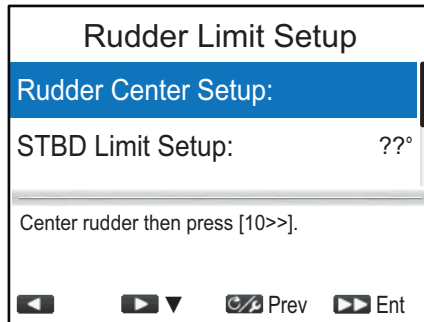 Rudder Limit Setup
Rudder Center Setup:
STBD Limit Setup: ??°
Center rudder then press [10>>].
Prev Ent